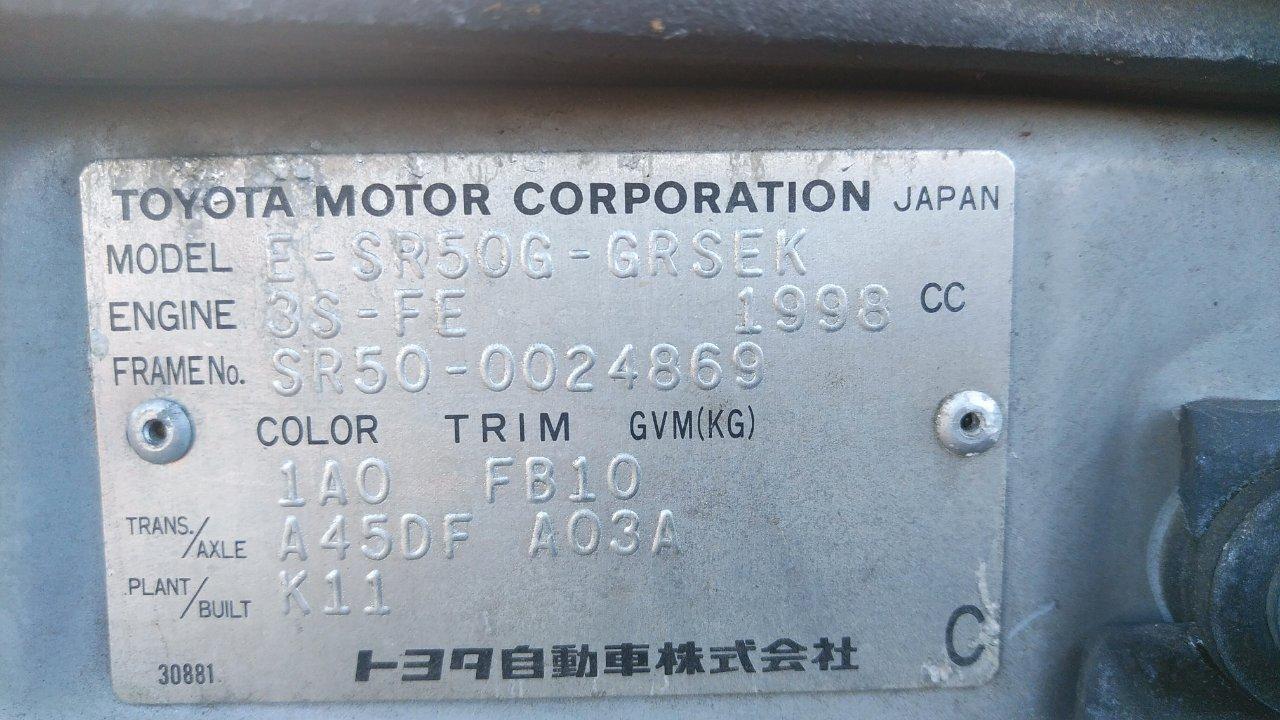 TOYOTA MOTOR CORPORATION JAPAN
MODEL E-SR50G-GRSEK
ENGINE 3S-FE 1998 CC
FRAME No. SR50-0024869
COLOR TRIM GVM(KG)
1A0 FB10
TRANS./AXLE A45DF A03A
PLANT/BUILT K11
30881 トヨタ自動車株式会社 C